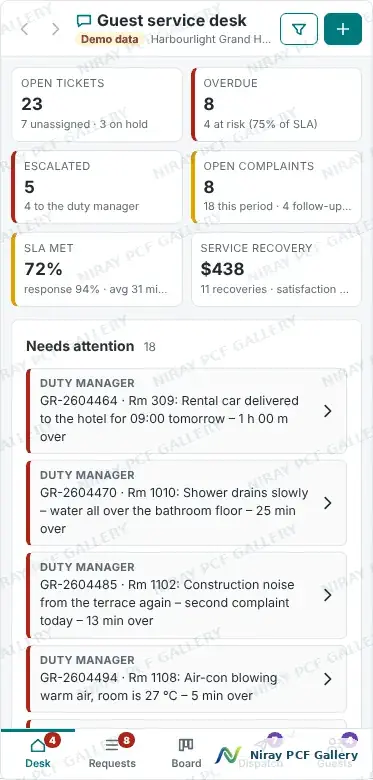 Guest service desk
Demo data Harbourlight Grand H...
OPEN TICKETS
23
7 unassigned · 3 on hold
OVERDUE
8
4 at risk (75% of SLA)
ESCALATED
5
4 to the duty manager
OPEN COMPLAINTS
8
18 this period · 4 follow-up...
SLA MET
72%
response 94% · avg 31 mi...
SERVICE RECOVERY
$438
11 recoveries · satisfaction ...
Needs attention 18
DUTY MANAGER
GR-2604464 · Rm 309: Rental car delivered
to the hotel for 09:00 tomorrow – 1 h 00 m
over
DUTY MANAGER
GR-2604470 · Rm 1010: Shower drains slowly
– water all over the bathroom floor – 25 min
over
DUTY MANAGER
GR-2604485 · Rm 1102: Construction noise
from the terrace again – second complaint
today – 13 min over
DUTY MANAGER
GR-2604494 · Rm 1108: Air-con blowing
warm air, room is 27 °C – 5 min over
4
8
Desk
Requests
Board
Dispatch
Guests
Niray PCF Gallery
NIRAY PCF GALLERY